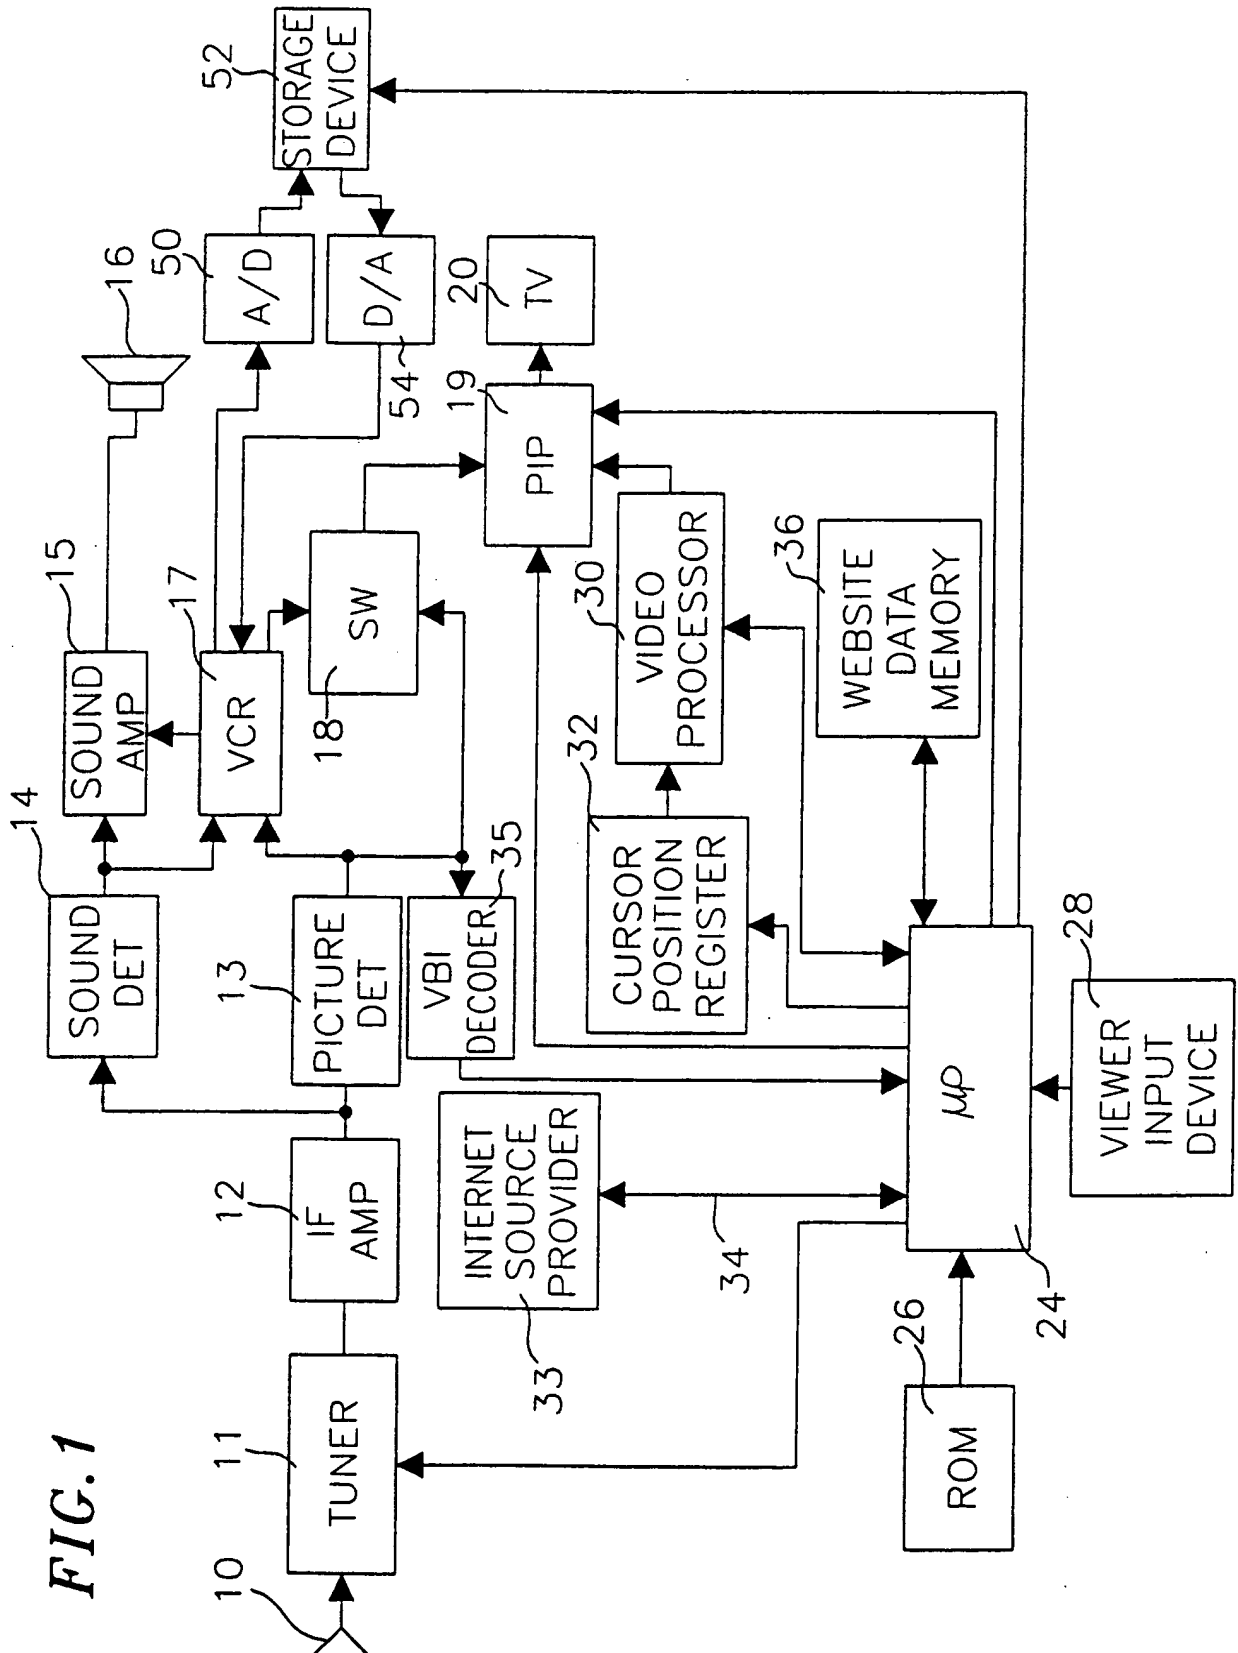 FIG.1
10
11
TUNER
12
IF
AMP
13
PICTURE
DET
14
SOUND
DET
15
SOUND
AMP
16
17
VCR
18
SW
50
A/D
52
STORAGE
DEVICE
54
D/A
19
PIP
20
TV
35
VBI
DECODER
33
INTERNET
SOURCE
PROVIDER
34
32
CURSOR
POSITION
REGISTER
30
VIDEO
PROCESSOR
36
WEBSITE
DATA
MEMORY
26
ROM
24
μP
28
VIEWER
INPUT
DEVICE